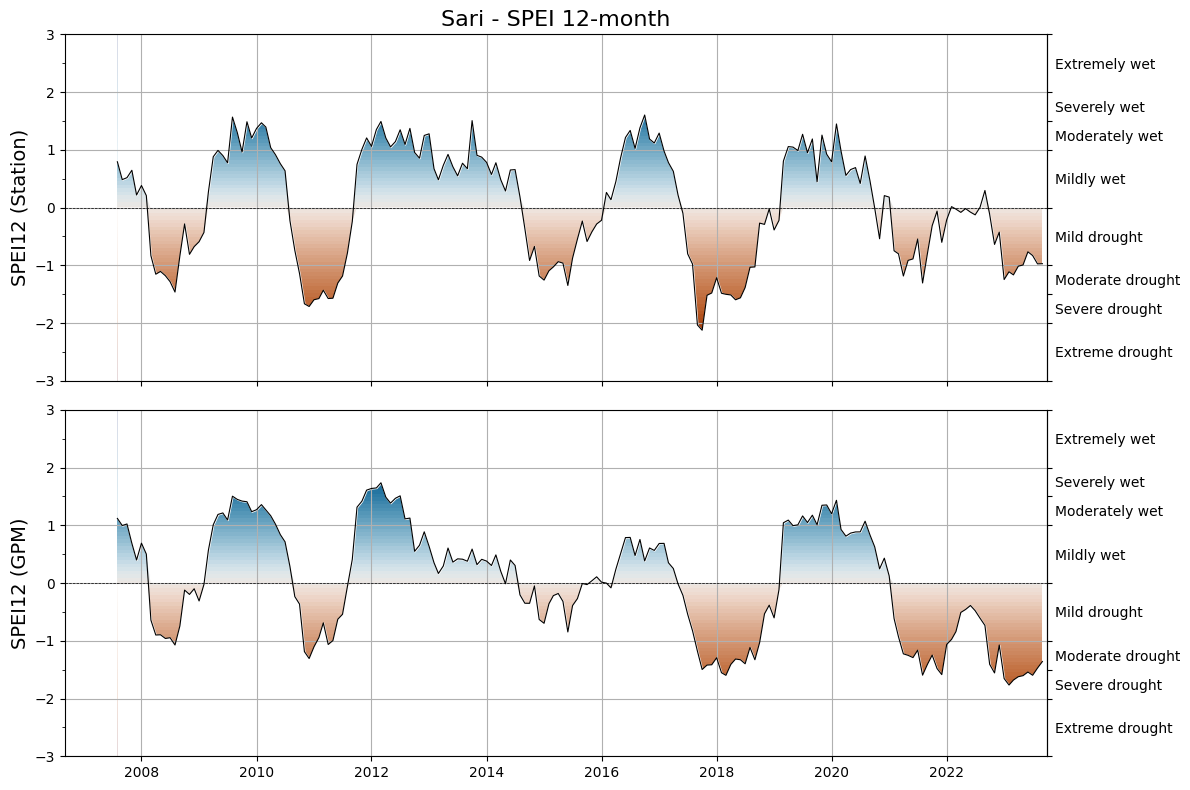 Sari - SPEI 12-month
3
2
1
0
−1
−2
−3
SPEI12 (Station)
Extremely wet
Severely wet
Moderately wet
Mildly wet
Mild drought
Moderate drought
Severe drought
Extreme drought
3
2
1
0
−1
−2
−3
SPEI12 (GPM)
Extremely wet
Severely wet
Moderately wet
Mildly wet
Mild drought
Moderate drought
Severe drought
Extreme drought
2008 2010 2012 2014 2016 2018 2020 2022